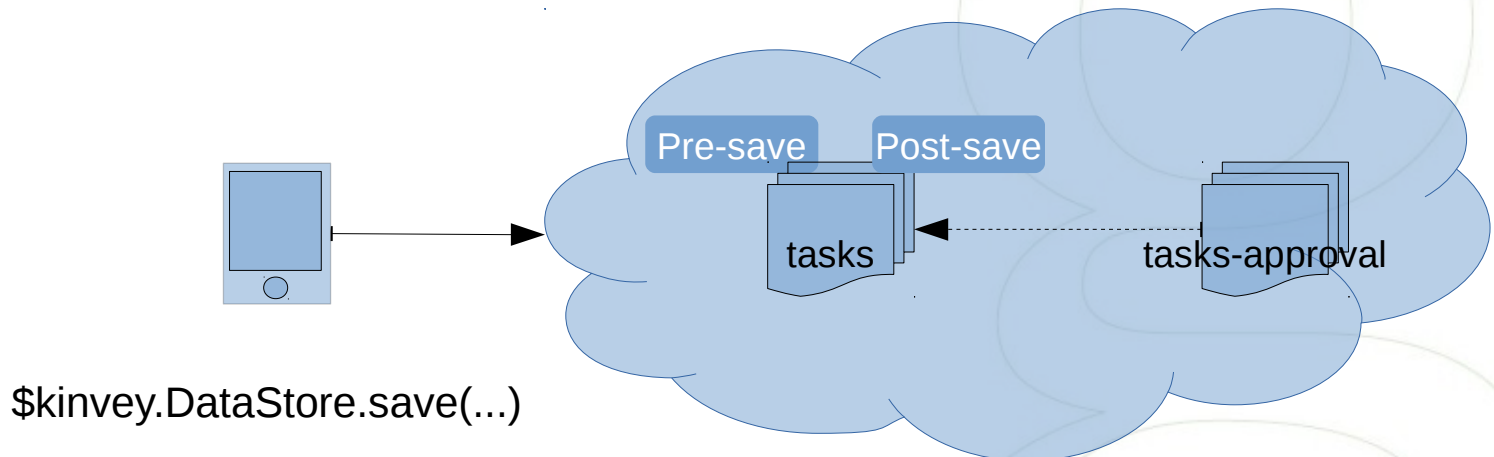 Pre-save
Post-save
tasks
tasks-approval
$kinvey.DataStore.save(...)